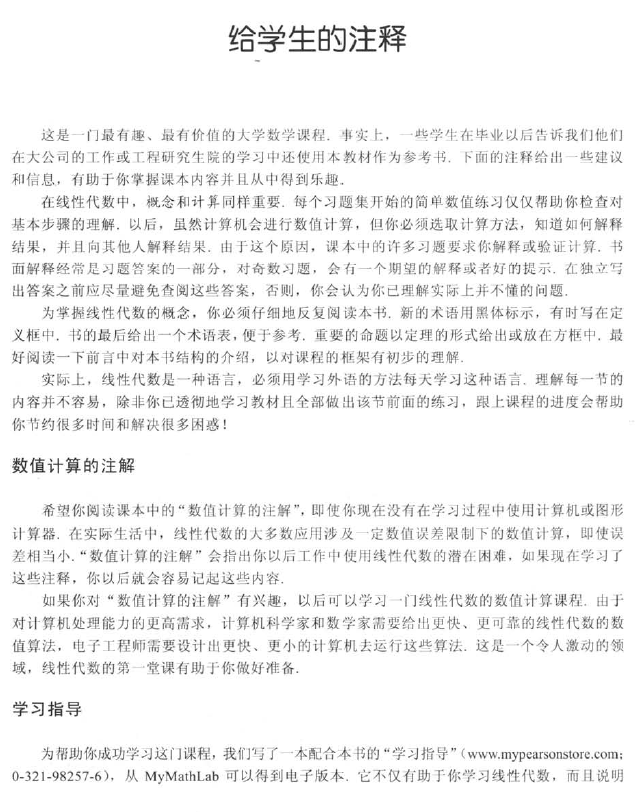 给学生的注释
这是一门最有趣、最有价值的大学数学课程. 事实上，一些学生在毕业以后告诉我们他们
在大公司的工作或工程研究生院的学习中还使用本教材作为参考书. 下面的注释给出一些建议
和信息，有助于你掌握课本内容并且从中得到乐趣。
在线性代数中，概念和计算同样重要. 每个习题集开始的简单数值练习仅仅帮助你检查对
基本步骤的理解. 以后，虽然计算机会进行数值计算，但你必须选取计算方法，知道如何解释
结果，并且向其他人解释结果. 由于这个原因，课本中的许多习题要求你解释或验证计算. 书
面解释经常是习题答案的一部分，对奇数习题，会有一个期望的解释或者好的提示. 在独立写
出答案之前应尽量避免查阅这些答案，否则，你会认为你已理解实际上并不懂的问题.
为掌握线性代数的概念，你必须仔细地反复阅读本书. 新的术语用黑体标示，有时写在定
义框中. 书的最后给出一个术语表，便于参考. 重要的命题以定理的形式给出或放在方框中. 最
好阅读一下前言中对本书结构的介绍，以对课程的框架有初步的理解.
实际上，线性代数是一种语言，必须用学习外语的方法每天学习这种语言. 理解每一节的
内容并不容易，除非你已透彻地学习教材且全部做出该节前面的练习，跟上课程的进度会帮助
你节约很多时间和解决很多困惑！
数值计算的注解
希望你阅读课本中的“数值计算的注解”，即使你现在没有在学习过程中使用计算机或图形
计算器. 在实际生活中，线性代数的大多数应用涉及一定数值误差限制下的数值计算，即使误
差相当小.“数值计算的注解”会指出你以后工作中使用线性代数的潜在困难，如果现在学习了
这些注释，你以后就会容易记起这些内容.
如果你对“数值计算的注解”有兴趣，以后可以学习一门线性代数的数值计算课程. 由于
对计算机处理能力的更高需求，计算机科学家和数学家需要给出更快、更可靠的线性代数的数
值算法，电子工程师需要设计出更快、更小的计算机去运行这些算法. 这是一个令人激动的领
域，线性代数的第一堂课有助于你做好准备.
学习指导
为帮助你成功学习这门课程，我们写了一本配合本书的“学习指导”（www.mypearsonstore.com；
0-321-98257-6），从 MyMathLab 可以得到电子版本. 它不仅有助于你学习线性代数，而且说明